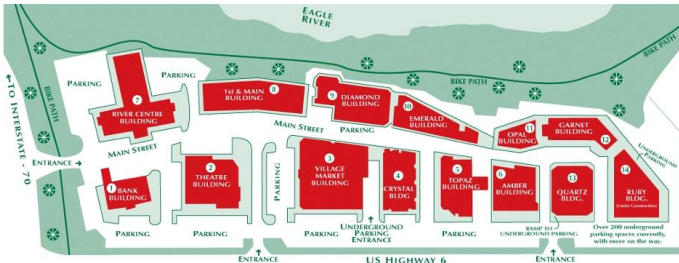 EAGLE
RIVER
BIKE PATH
BIKE PATH
BIKE PATH
TO INTERSTATE - 70
PARKING
PARKING
7
RIVER CENTRE
BUILDING
1ST & MAIN
BUILDING
8
9
DIAMOND
BUILDING
PARKING
10
EMERALD
BUILDING
11
OPAL
BUILDING
GARNET
BUILDING
12
UNDERGROUND
PARKING
MAIN STREET
MAIN STREET
ENTRANCE
1
BANK
BUILDING
2
THEATRE
BUILDING
3
VILLAGE
MARKET
BUILDING
4
CRYSTAL
BLDG
5
TOPAZ
BUILDING
6
AMBER
BUILDING
13
QUARTZ
BLDG.
14
RUBY
BLDG.
(Under Construction)
PARKING
PARKING
PARKING
UNDERGROUND
PARKING
ENTRANCE
PARKING
RAMP TO
UNDERGROUND PARKING
Over 200 underground
parking spaces currently,
with more on the way.
ENTRANCE
US HIGHWAY 6
ENTRANCE